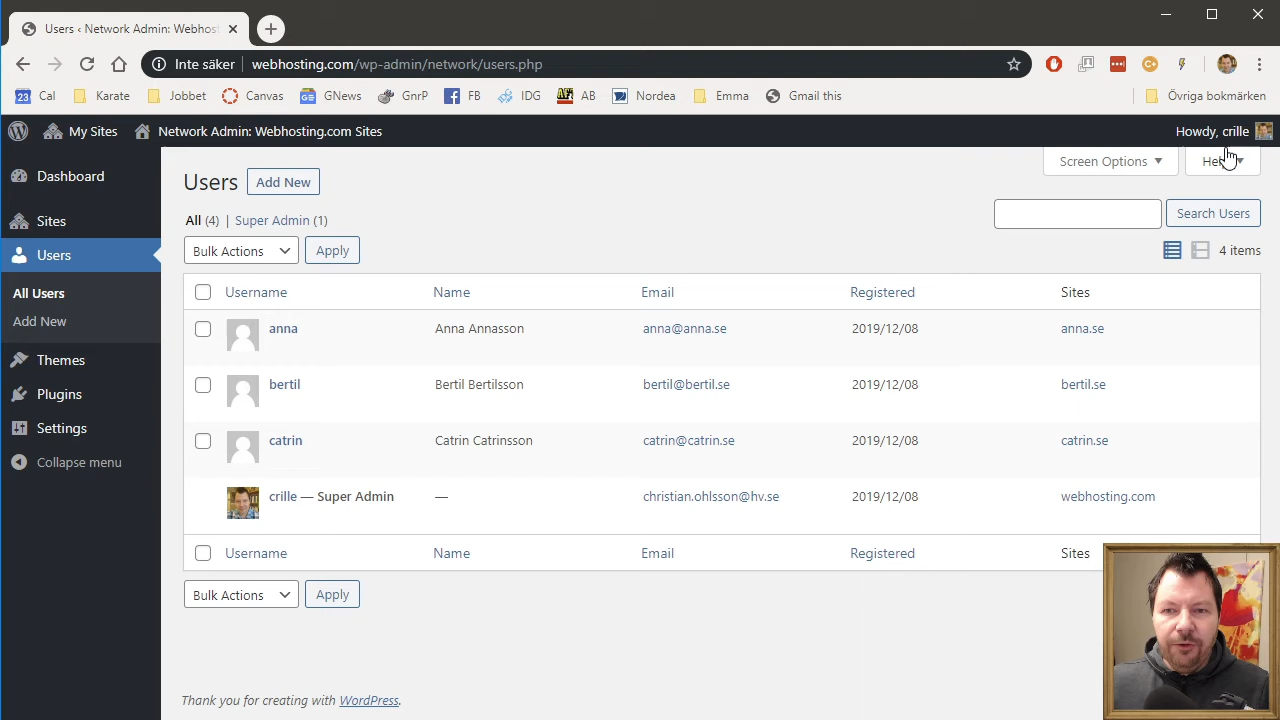 Users ‹ Network Admin: Webhost
Inte säker
webhosting.com/wp-admin/network/users.php
23 Cal
Karate
Jobbet
Canvas
GNews
GnrP
FB
IDG
AB
Nordea
Emma
Gmail this
Övriga bokmärken
My Sites
Network Admin: Webhosting.com Sites
Howdy, crille
Dashboard
Sites
Users
All Users
Add New
Themes
Plugins
Settings
Collapse menu
Screen Options
Users
Add New
All (4) | Super Admin (1)
Search Users
Bulk Actions
Apply
4 items
Username Name Email Registered Sites
anna Anna Annasson anna@anna.se 2019/12/08 anna.se
bertil Bertil Bertilsson bertil@bertil.se 2019/12/08 bertil.se
catrin Catrin Catrinsson catrin@catrin.se 2019/12/08 catrin.se
crille — Super Admin — christian.ohlsson@hv.se 2019/12/08 webhosting.com
Username Name Email Registered Sites
Bulk Actions
Apply
Thank you for creating with WordPress.